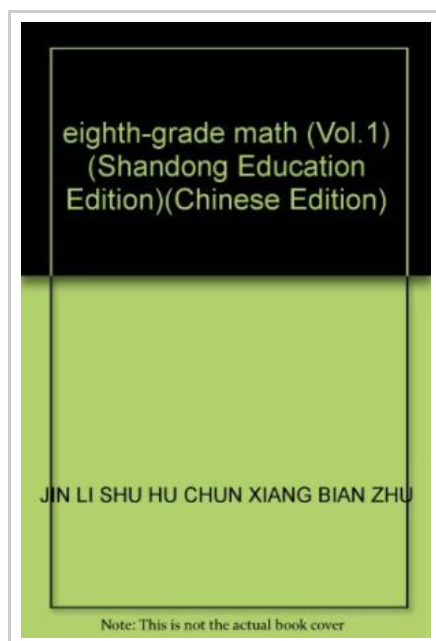 eighth-grade math (Vol.1)
(Shandong Education
Edition)(Chinese Edition)
JIN LI SHU HU CHUN XIANG BIAN ZHU
Note: This is not the actual book cover